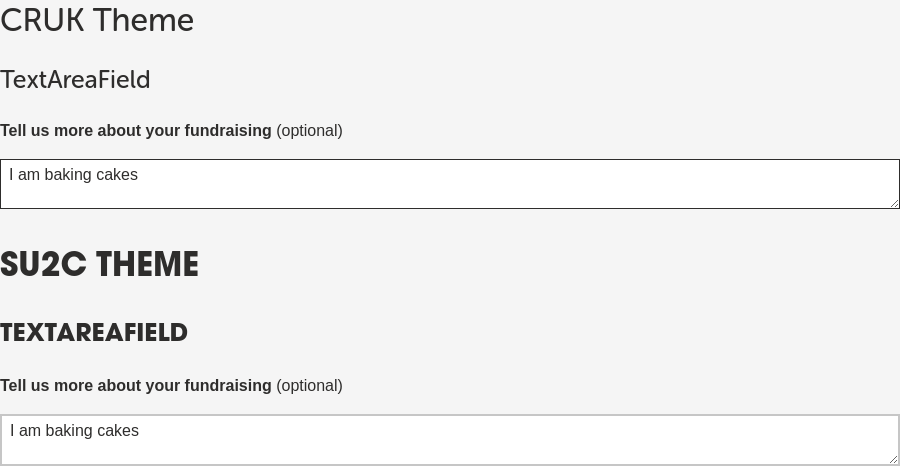 CRUK Theme
TextAreaField
Tell us more about your fundraising (optional)
I am baking cakes
SU2C THEME
TEXTAREAFIELD
Tell us more about your fundraising (optional)
I am baking cakes